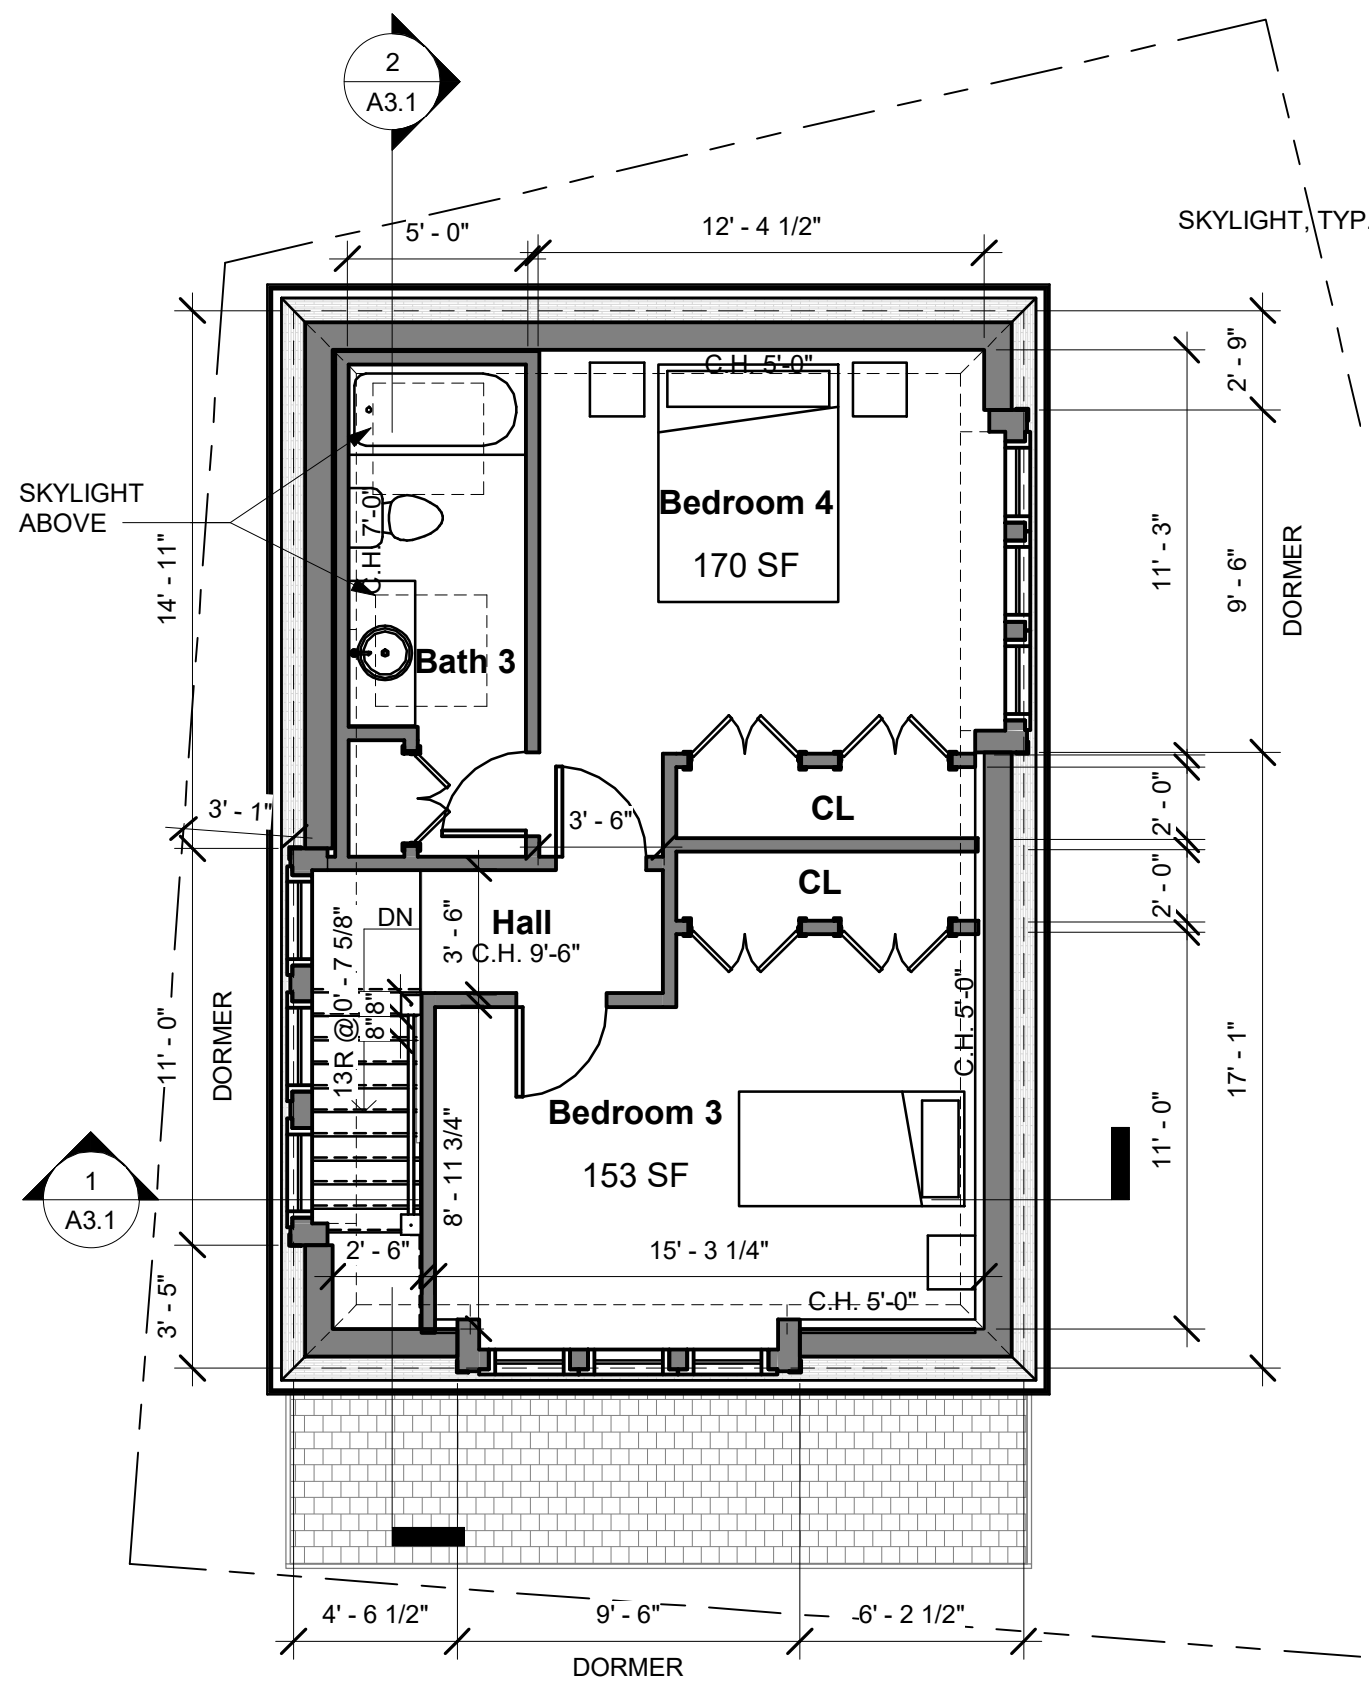 2
A3.1
SKYLIGHT, TYP.
5' - 0"
12' - 4 1/2"
C.H. 5'-0"
2' - 9"
SKYLIGHT
ABOVE
C.H. 7'-0"
Bedroom 4
170 SF
14' - 11"
11' - 3"
9' - 6"
DORMER
Bath 3
3' - 1"
3' - 6"
CL
2' - 0"
CL
2' - 0"
DN
Hall
C.H. 9'-6"
3' - 6"
13R @ 0' - 7 5/8"
8"
8"
C.H. 5'-0"
11' - 0"
DORMER
17' - 1"
11' - 0"
Bedroom 3
153 SF
8' - 11 3/4"
1
A3.1
2' - 6"
15' - 3 1/4"
C.H. 5'-0"
3' - 5"
4' - 6 1/2"
9' - 6"
6' - 2 1/2"
DORMER